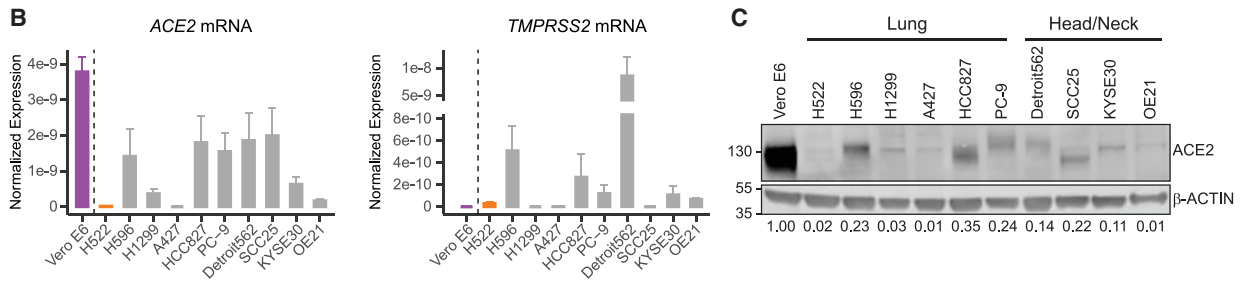 B
ACE2 mRNA
Normalized Expression
4e-9
3e-9
2e-9
1e-9
0
Vero E6
H522
H596
H1299
A427
HCC827
PC-9
Detroit562
SCC25
KYSE30
OE21
TMPRSS2 mRNA
Normalized Expression
1e-8
5e-9
8e-10
6e-10
2e-10
0
Vero E6
H522
H596
H1299
A427
HCC827
PC-9
Detroit562
SCC25
KYSE30
OE21
C
Lung
Head/Neck
Vero E6
H522
H596
H1299
A427
HCC827
PC-9
Detroit562
SCC25
KYSE30
OE21
130
ACE2
55
35
β-ACTIN
1.00 0.02 0.23 0.03 0.01 0.35 0.24 0.14 0.22 0.11 0.01